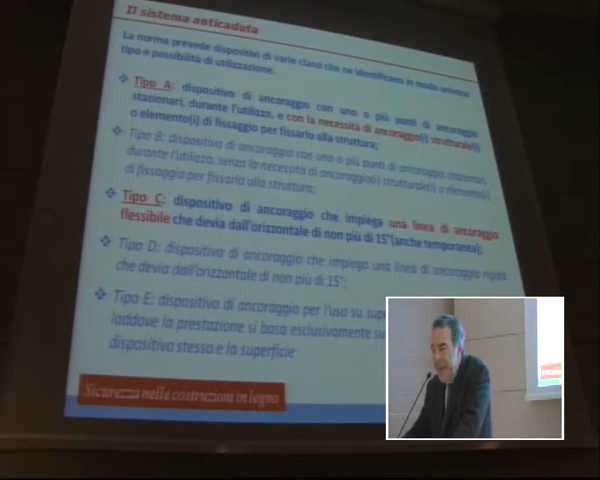 Il sistema anticaduta
La norma prevede dispositivi di varie classi che ne identificano in modo univoco
tipo e possibilità di utilizzazione.
❖ Tipo A: dispositivo di ancoraggio con uno o più punti di ancoraggio
stazionari, durante l'utilizzo, e con la necessità di ancoraggio(i) strutturale(i)
o elemento(i) di fissaggio per fissarlo alla struttura;
❖ Tipo B: dispositivo di ancoraggio con uno o più punti di ancoraggio stazionari
durante l'utilizzo, senza la necessità di ancoraggio(i) strutturale(i) o elemento(i)
di fissaggio per fissarlo alla struttura;
❖ Tipo C: dispositivo di ancoraggio che impiega una linea di ancoraggio
flessibile che devia dall'orizzontale di non più di 15°(anche temporanea);
❖ Tipo D: dispositivo di ancoraggio che impiega una linea di ancoraggio rigida
che devia dall'orizzontale di non più di 15°;
❖ Tipo E: dispositivo di ancoraggio per l'uso su
laddove la prestazione si basa esclusivamente
dispositivo stesso e la superficie
Sicurezza nelle costruzioni in legno